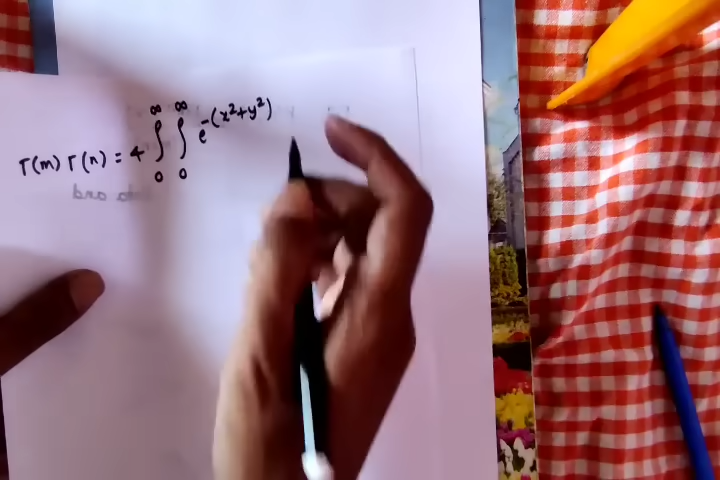 Γ(m) Γ(n) = 4 ∫₀^∞ ∫₀^∞ e^-(x²+y²)